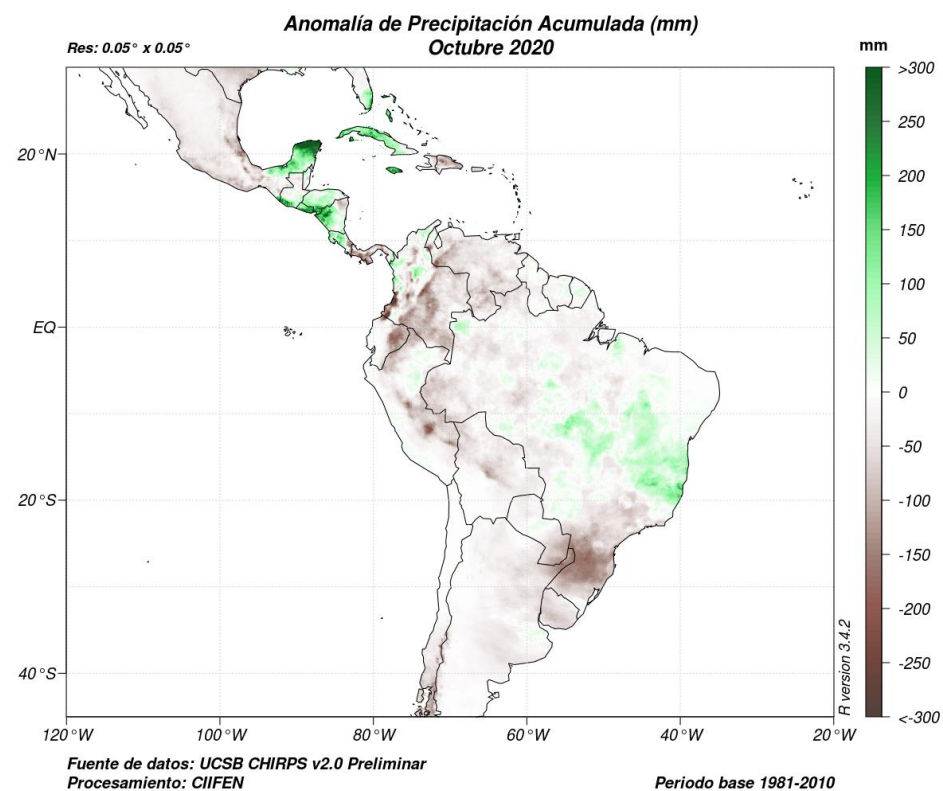 Anomalía de Precipitación Acumulada (mm)
Octubre 2020
Res: 0.05° x 0.05°
mm
>300
250
200
150
100
50
0
-50
-100
-150
-200
-250
<-300
20°N
EQ
20°S
40°S
120°W
100°W
80°W
60°W
40°W
20°W
R version 3.4.2
Fuente de datos: UCSB CHIRPS v2.0 Preliminar
Procesamiento: CIIFEN
Periodo base 1981-2010